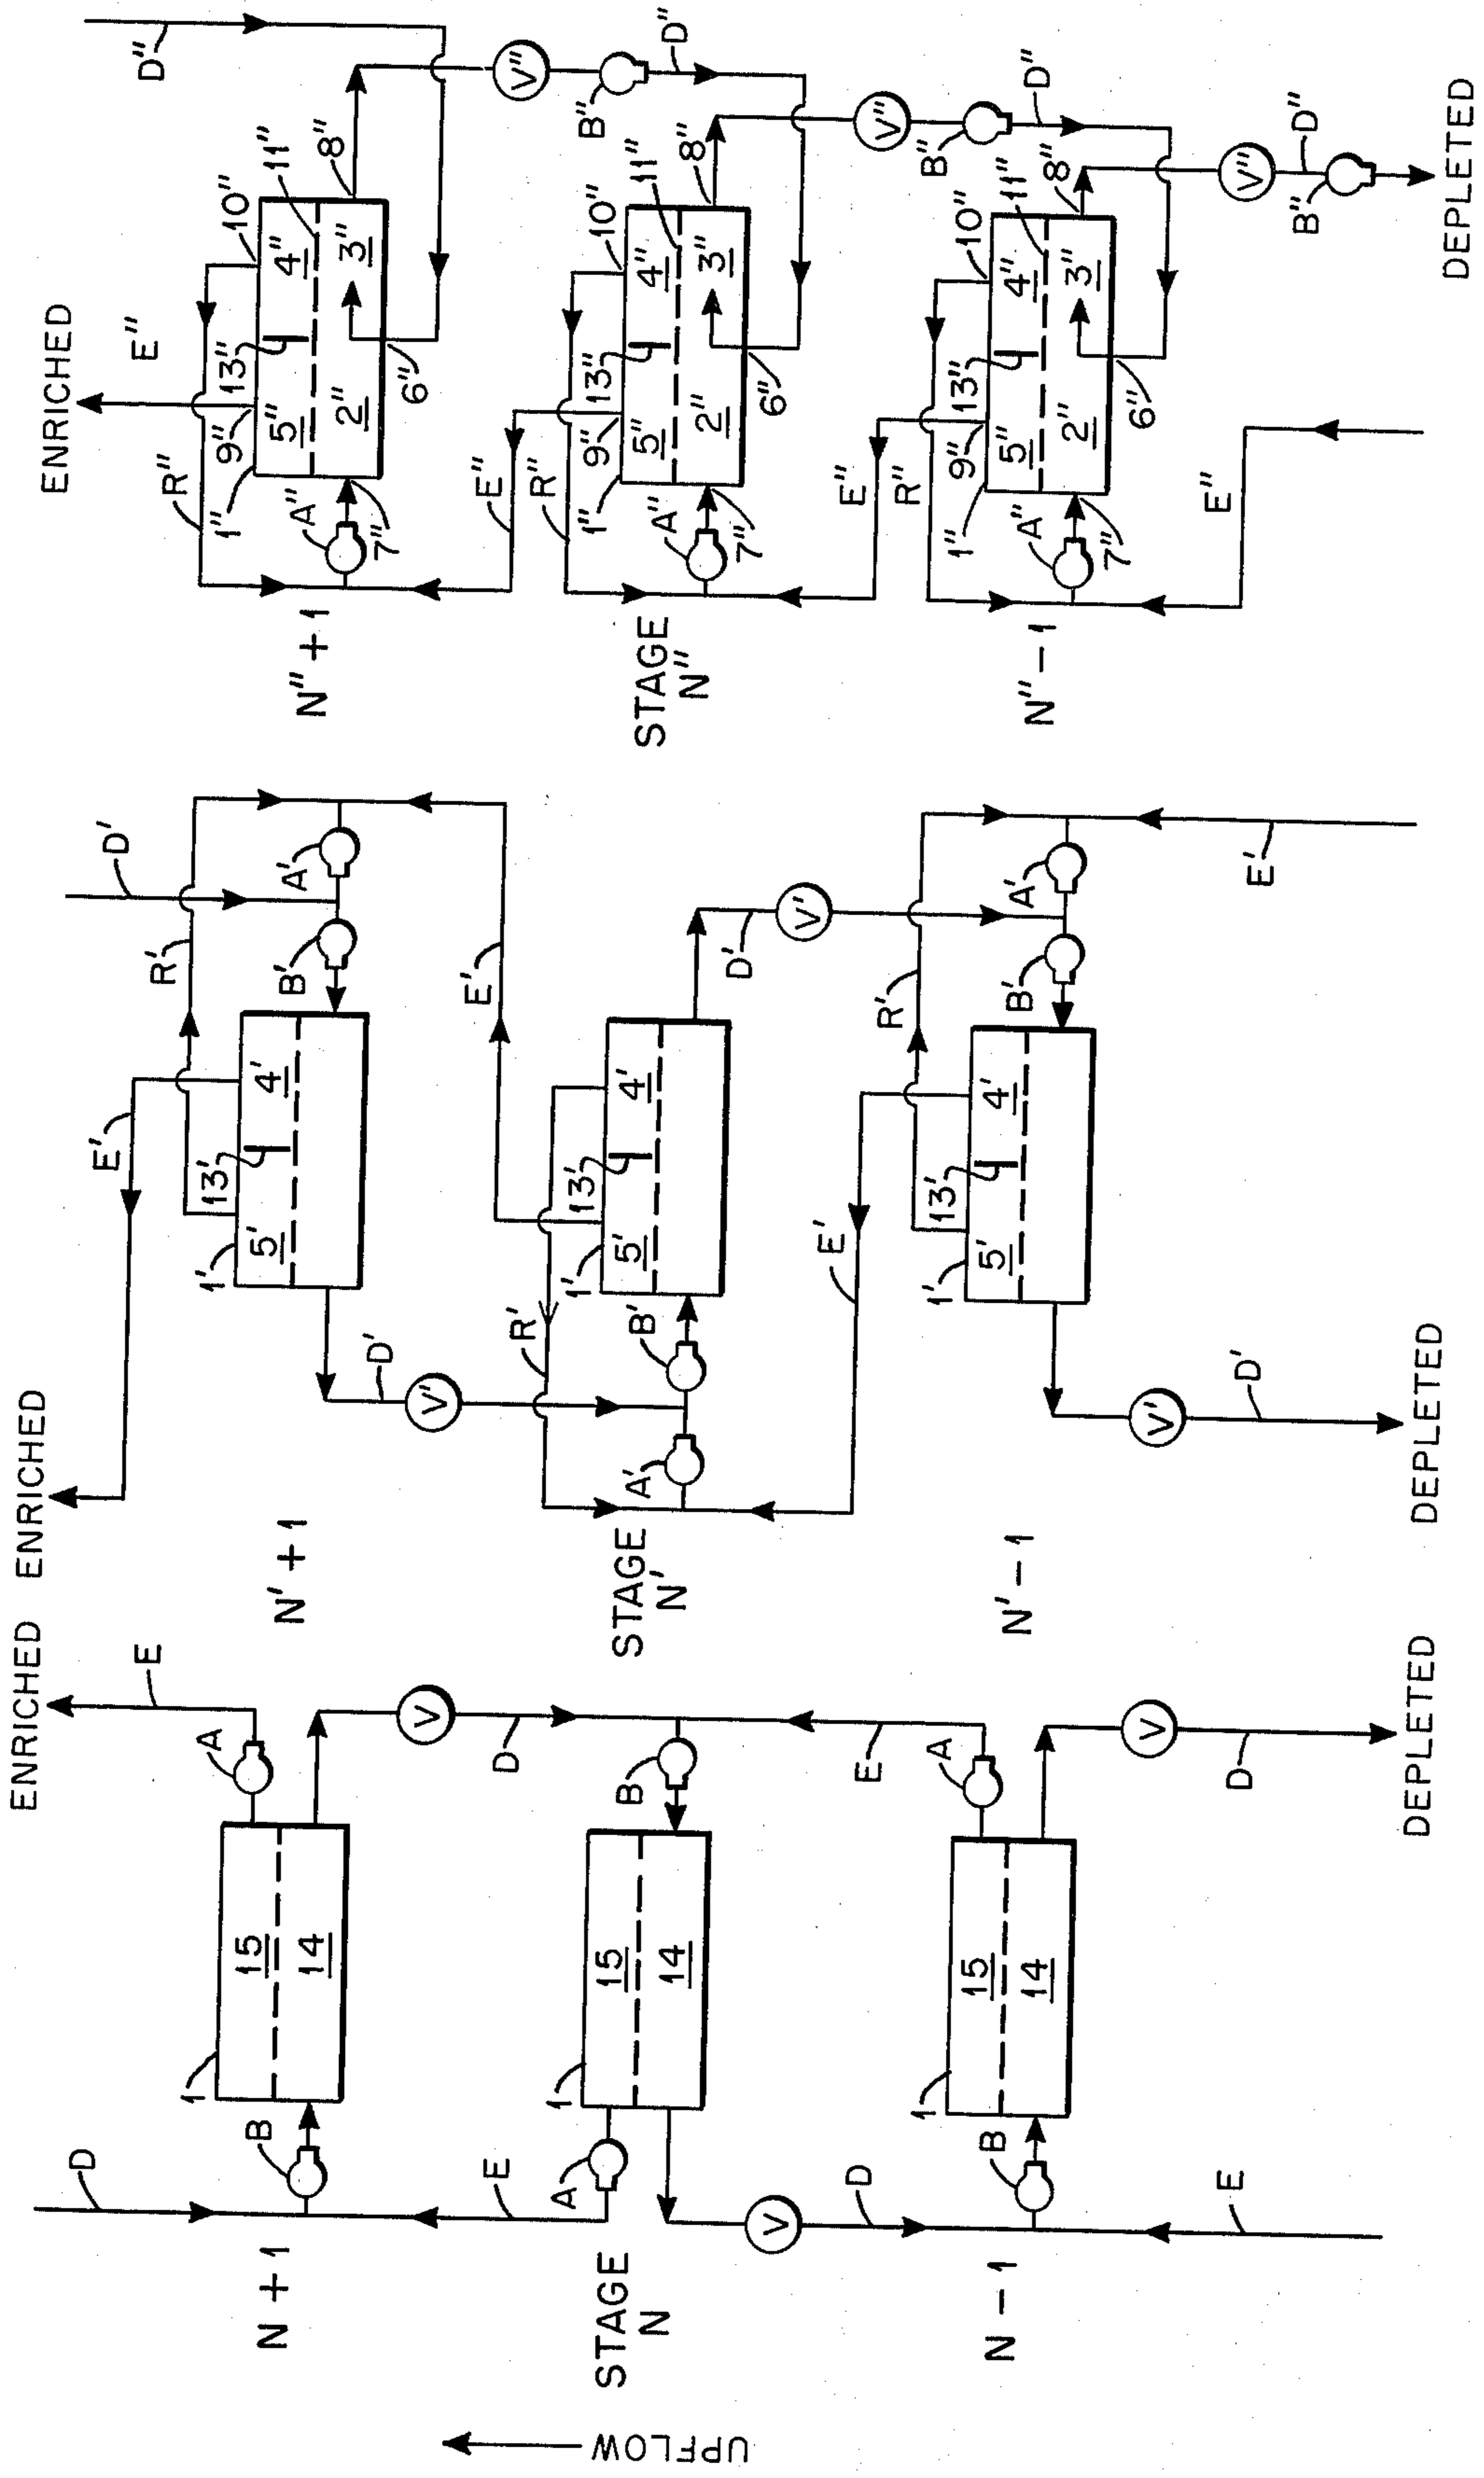 UPFLOW
ENRICHED
D
E
N + 1
B
1
15
14
A
V
D
E
STAGE
N
A
1
15
14
B
V
D
E
A
N − 1
B
1
15
14
V
D
E
DEPLETED
ENRICHED
E'
D'
R'
N' + 1
1'
5'
13'
4'
B'
A'
D'
V'
E'
R'
STAGE
N'
A'
B'
1'
5'
13'
4'
D'
V'
E'
R'
N' − 1
1'
5'
13'
4'
B'
A'
V'
D'
E'
DEPLETED
ENRICHED
E"
D"
R"
N" + 1
1"
9"
13"
10"
11"
8"
5"
4"
A"
7"
2"
3"
6"
V"
B"
D"
E"
R"
STAGE
N"
1"
9"
13"
10"
11"
8"
5"
4"
A"
7"
2"
3"
6"
V"
B"
D"
E"
R"
N" − 1
1"
9"
13"
10"
11"
8"
5"
4"
A"
7"
2"
3"
6"
V"
D"
B"
E"
DEPLETED